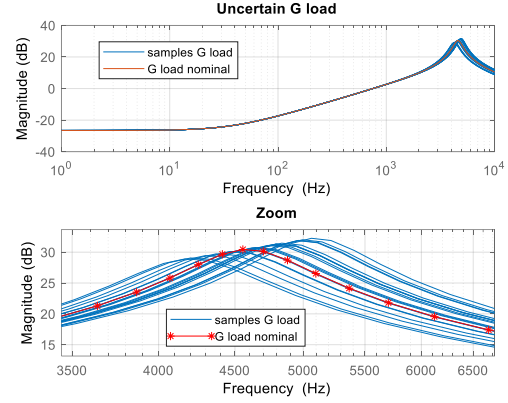 Uncertain G load
40
20
0
-20
-40
Magnitude (dB)
samples G load
G load nominal
10^0 10^1 10^2 10^3 10^4
Frequency (Hz)
Zoom
30
25
20
15
Magnitude (dB)
samples G load
G load nominal
3500 4000 4500 5000 5500 6000 6500
Frequency (Hz)